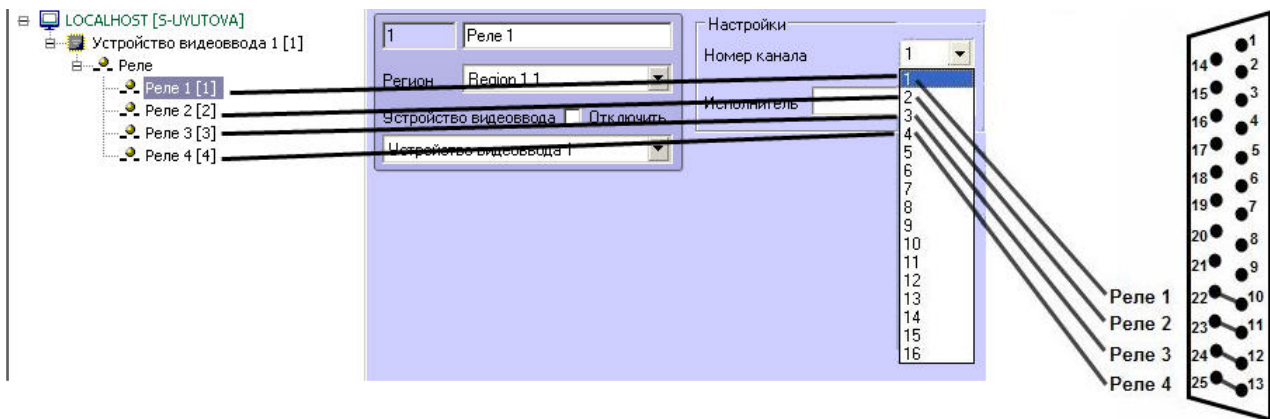 LOCALHOST [S-UYUTOVA]
Устройство видеоввода 1 [1]
Реле
Реле 1 [1]
Реле 2 [2]
Реле 3 [3]
Реле 4 [4]
1
Реле 1
Регион
Region 1.1
Устройство видеоввода
Отключить
Устройство видеоввода 1
Настройки
Номер канала
1
Исполнитель
1
2
3
4
5
6
7
8
9
10
11
12
13
14
15
16
Реле 1
Реле 2
Реле 3
Реле 4
1
14
2
15
3
16
4
17
5
18
6
19
7
20
8
21
9
22
10
23
11
24
12
25
13